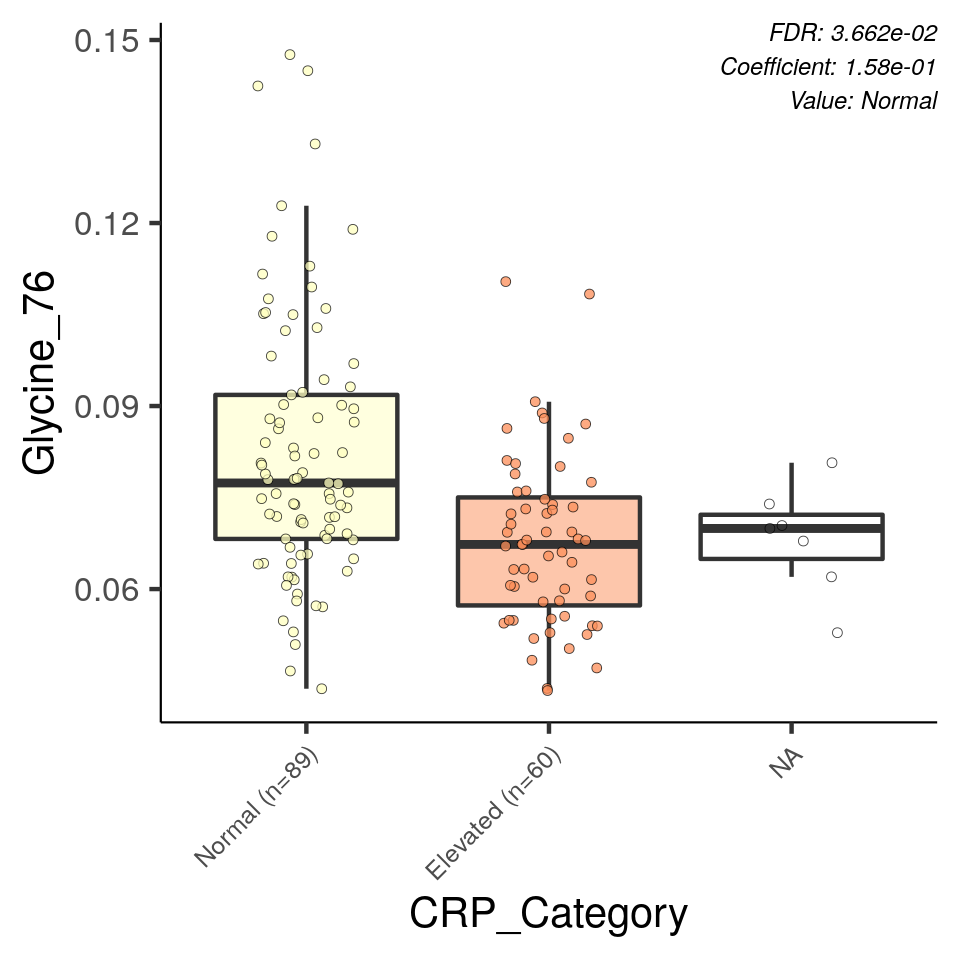 FDR: 3.662e-02
Coefficient: 1.58e-01
Value: Normal
0.15
0.12
0.09
0.06
Glycine_76
Normal (n=89)
Elevated (n=60)
NA
CRP_Category